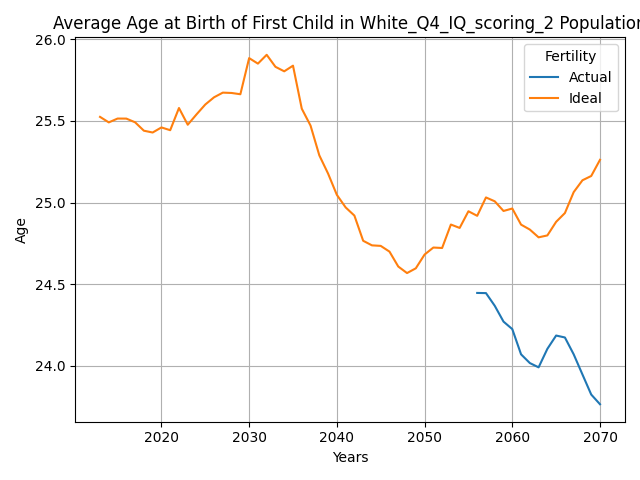 Average Age at Birth of First Child in White_Q4_IQ_scoring_2 Population
26.0
25.5
25.0
24.5
24.0
Age
Fertility
Actual
Ideal
2020 2030 2040 2050 2060 2070
Years